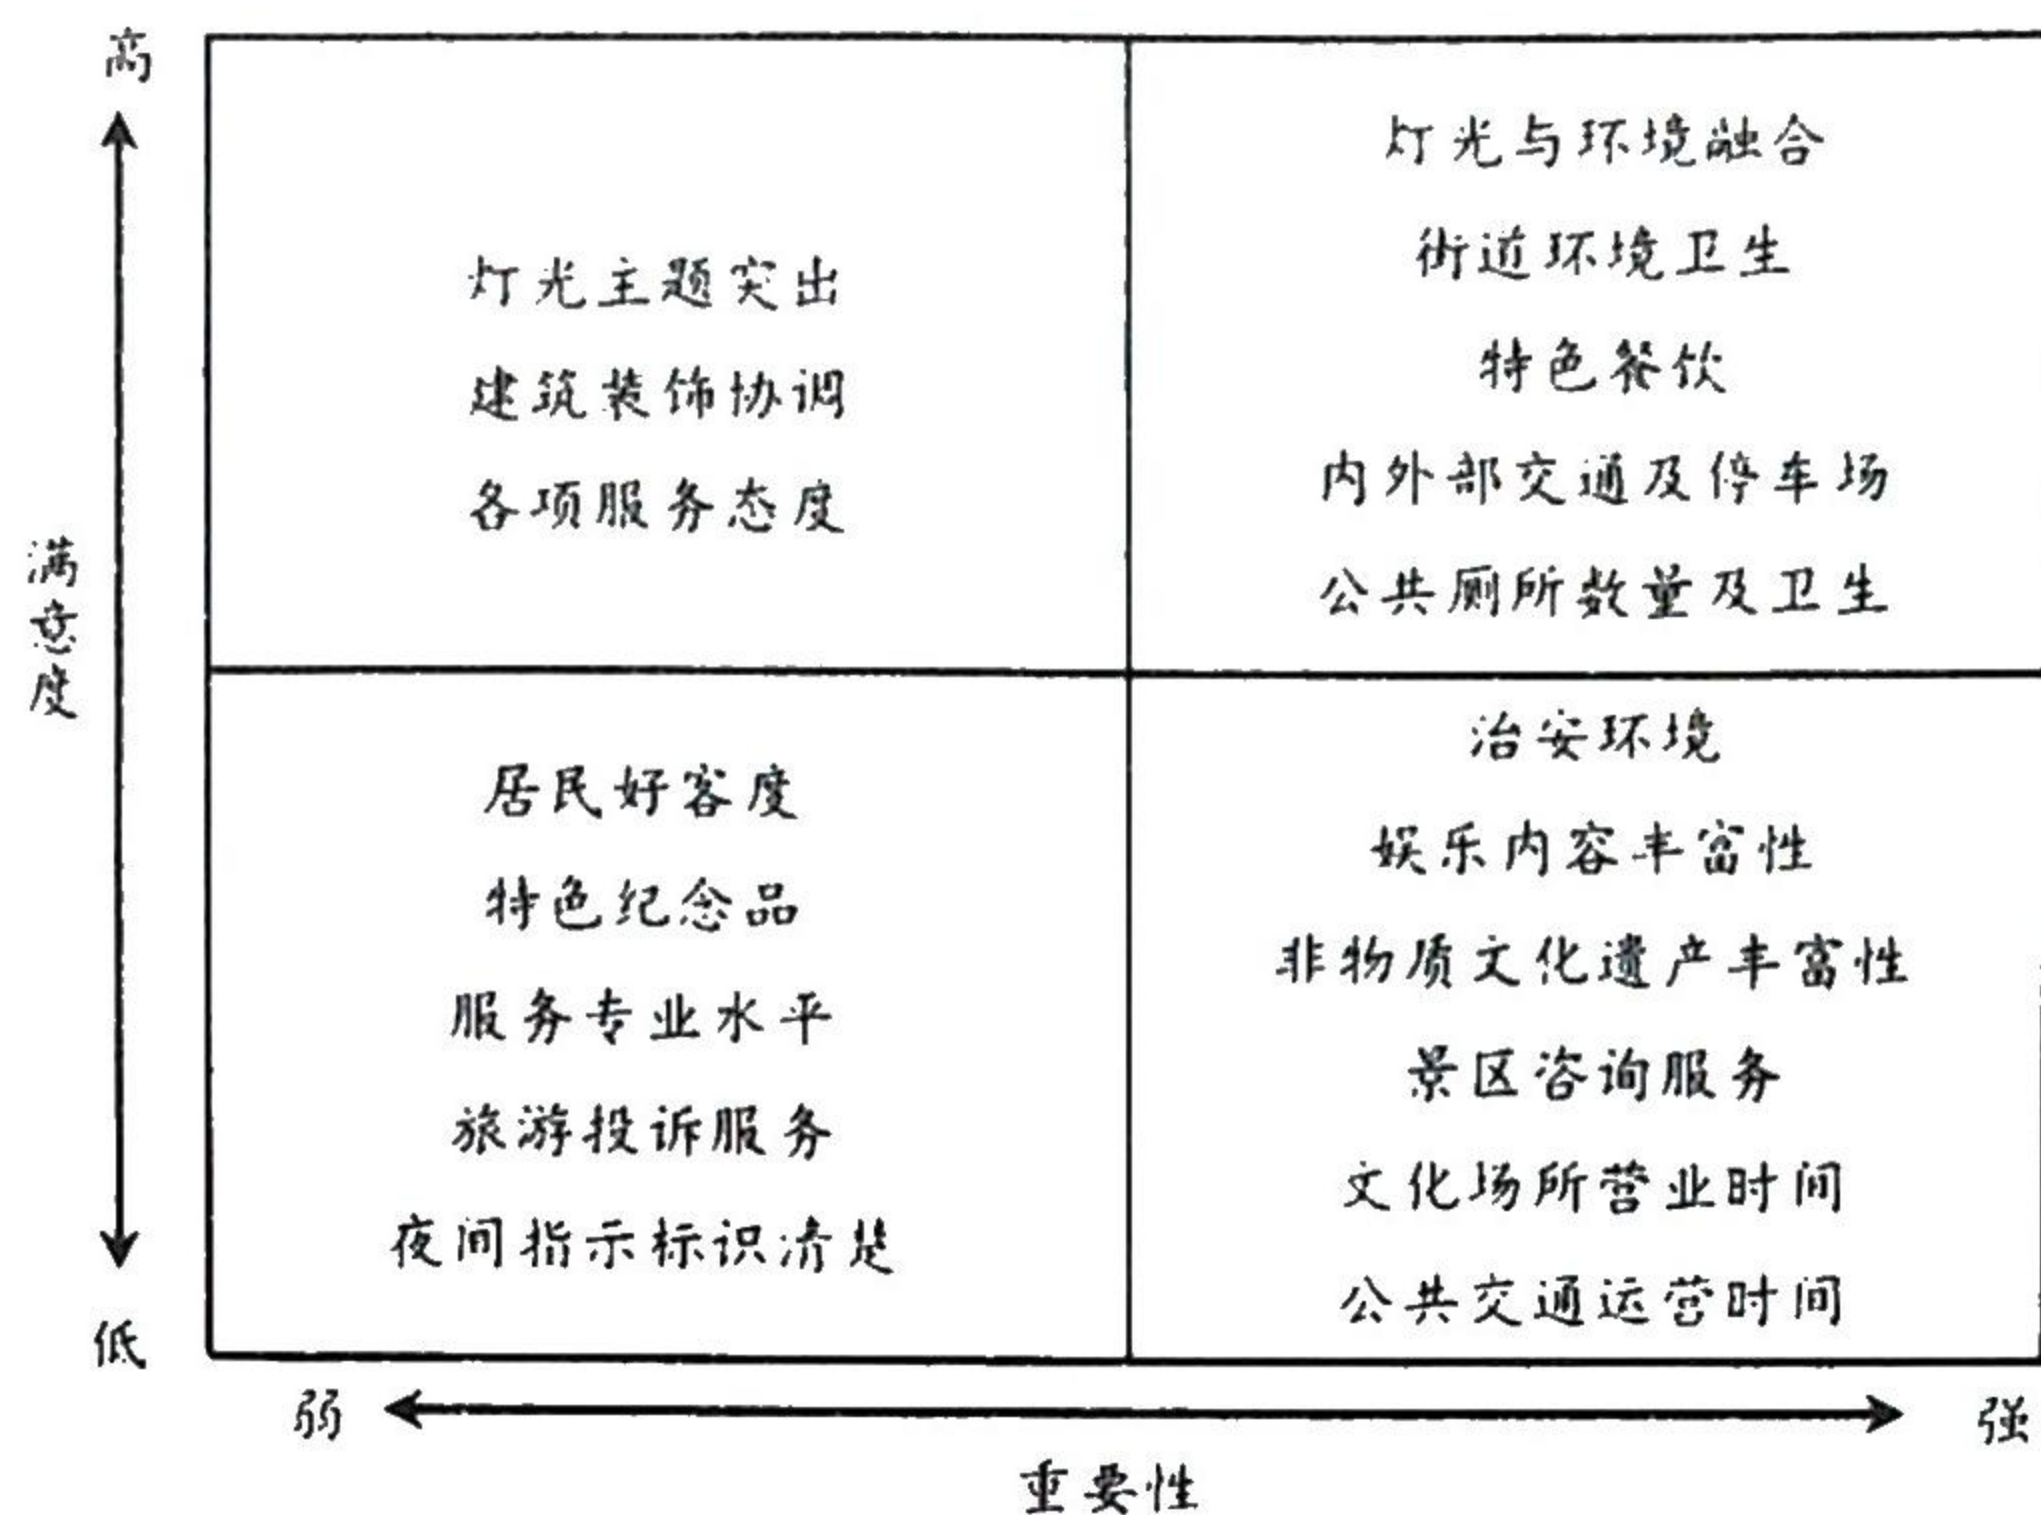 高
灯光主题突出
建筑装饰协调
各项服务态度
灯光与环境融合
街道环境卫生
特色餐饮
内外部交通及停车场
公共厕所数量及卫生
满意度
居民好客度
特色纪念品
服务专业水平
旅游投诉服务
夜间指示标识清楚
治安环境
娱乐内容丰富性
非物质文化遗产丰富性
景区咨询服务
文化场所营业时间
公共交通运营时间
低
弱
强
重要性